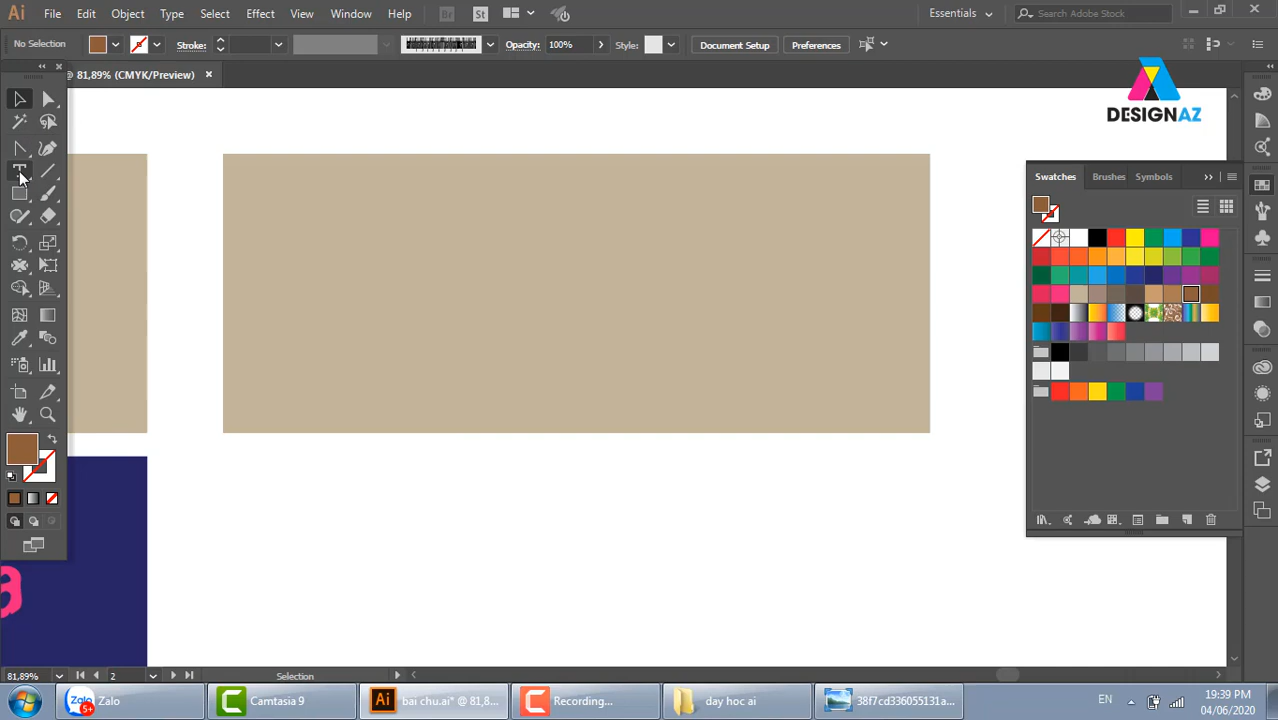 Ai File Edit Object Type Select Effect View Window Help Br St Essentials Search Adobe Stock
No Selection Stroke: Opacity: 100% Style: Document Setup Preferences
@ 81,89% (CMYK/Preview)
DESIGNAZ
Swatches Brushes Symbols
a
81,89% 2 Selection
Zalo Camtasia 9 bai chu.ai* @ 81,8... Recording... day hoc ai 38f7cd336055131a... EN 19:39 PM
04/06/2020